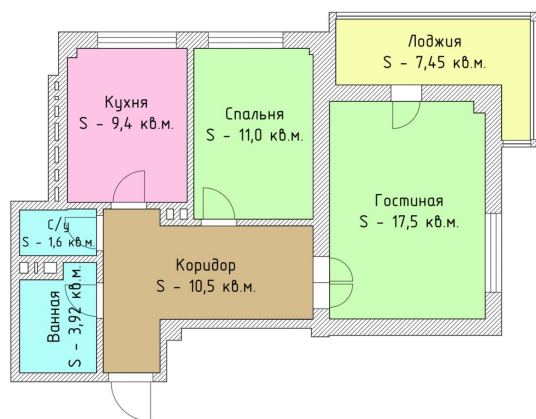 Лоджия
S - 7,45 кв.м.
Кухня
S - 9,4 кв.м.
Спальня
S - 11,0 кв.м.
Гостиная
S - 17,5 кв.м.
С/у
S - 1,6 кв.м.
Коридор
S - 10,5 кв.м.
Ванная
S - 3,92 кв.м.